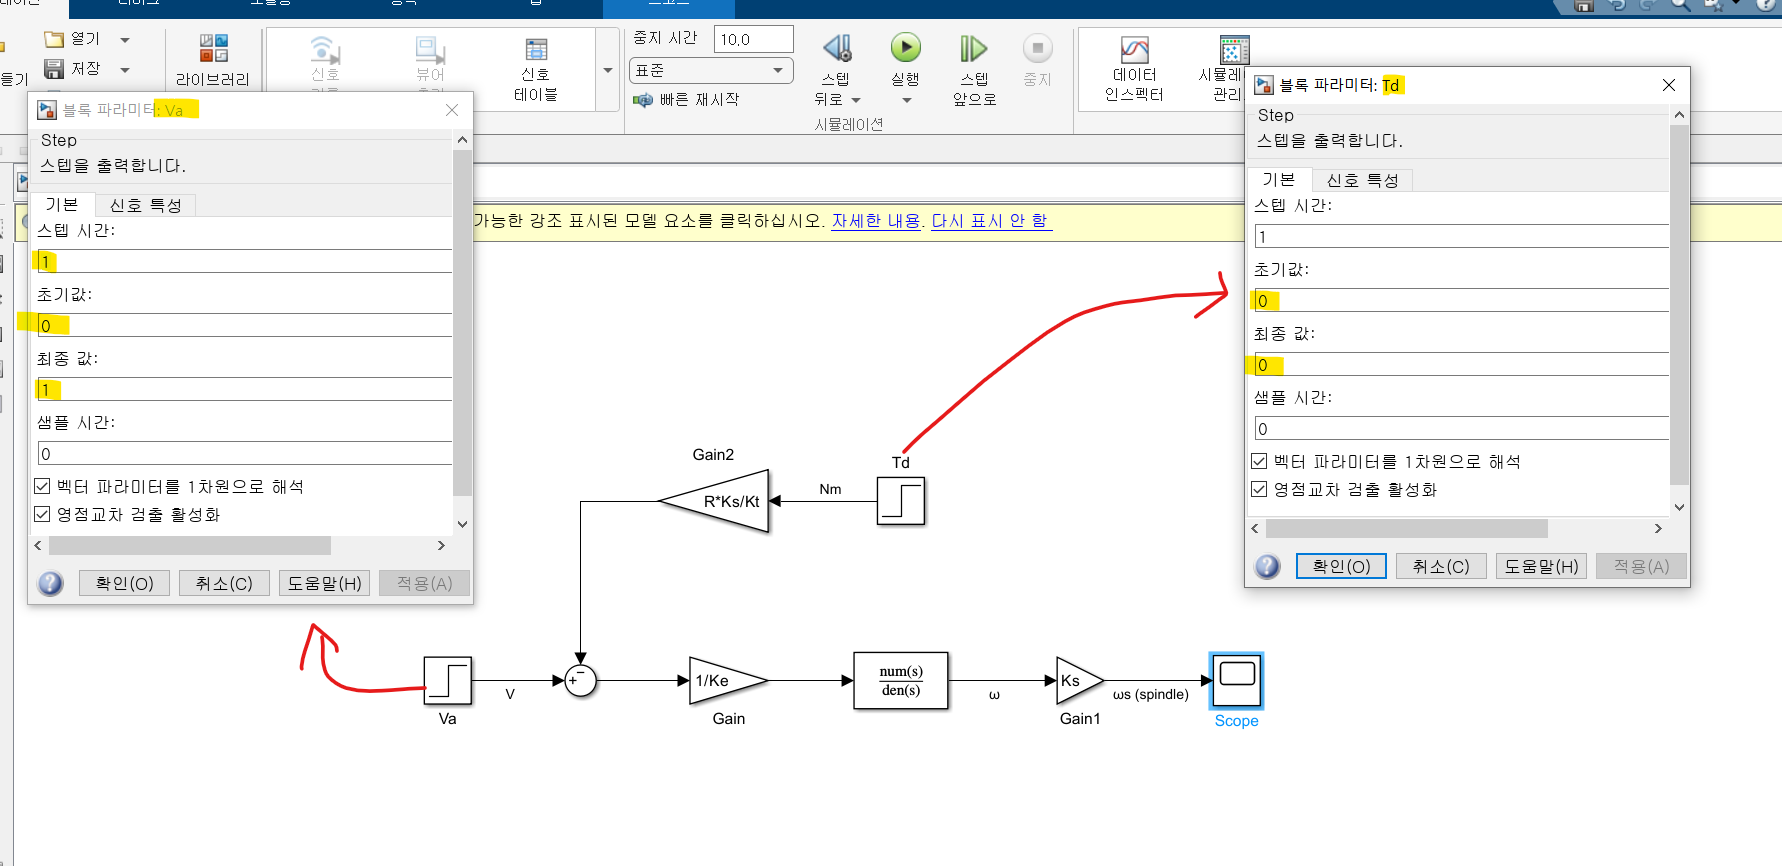 열기
저장
들기
라이브러리
신호
뷰어
신호
테이블
중지 시간 10.0
표준
빠른 재시작
스텝
뒤로
실행
스텝
앞으로
중지
시뮬레이션
데이터
인스펙터
시뮬레이
관리
가능한 강조 표시된 모델 요소를 클릭하십시오. 자세한 내용. 다시 표시 안 함
블록 파라미터: Va
Step
스텝을 출력합니다.
기본 신호 특성
스텝 시간:
1
초기값:
0
최종 값:
1
샘플 시간:
0
벡터 파라미터를 1차원으로 해석
영점교차 검출 활성화
확인(O) 취소(C) 도움말(H) 적용(A)
블록 파라미터: Td
Step
스텝을 출력합니다.
기본 신호 특성
스텝 시간:
1
초기값:
0
최종 값:
0
샘플 시간:
0
벡터 파라미터를 1차원으로 해석
영점교차 검출 활성화
확인(O) 취소(C) 도움말(H) 적용(A)
Gain2
R*Ks/Kt
Nm
Td
Va
V
+
−
1/Ke
Gain
num(s)
den(s)
ω
Ks
Gain1
ωs (spindle)
Scope